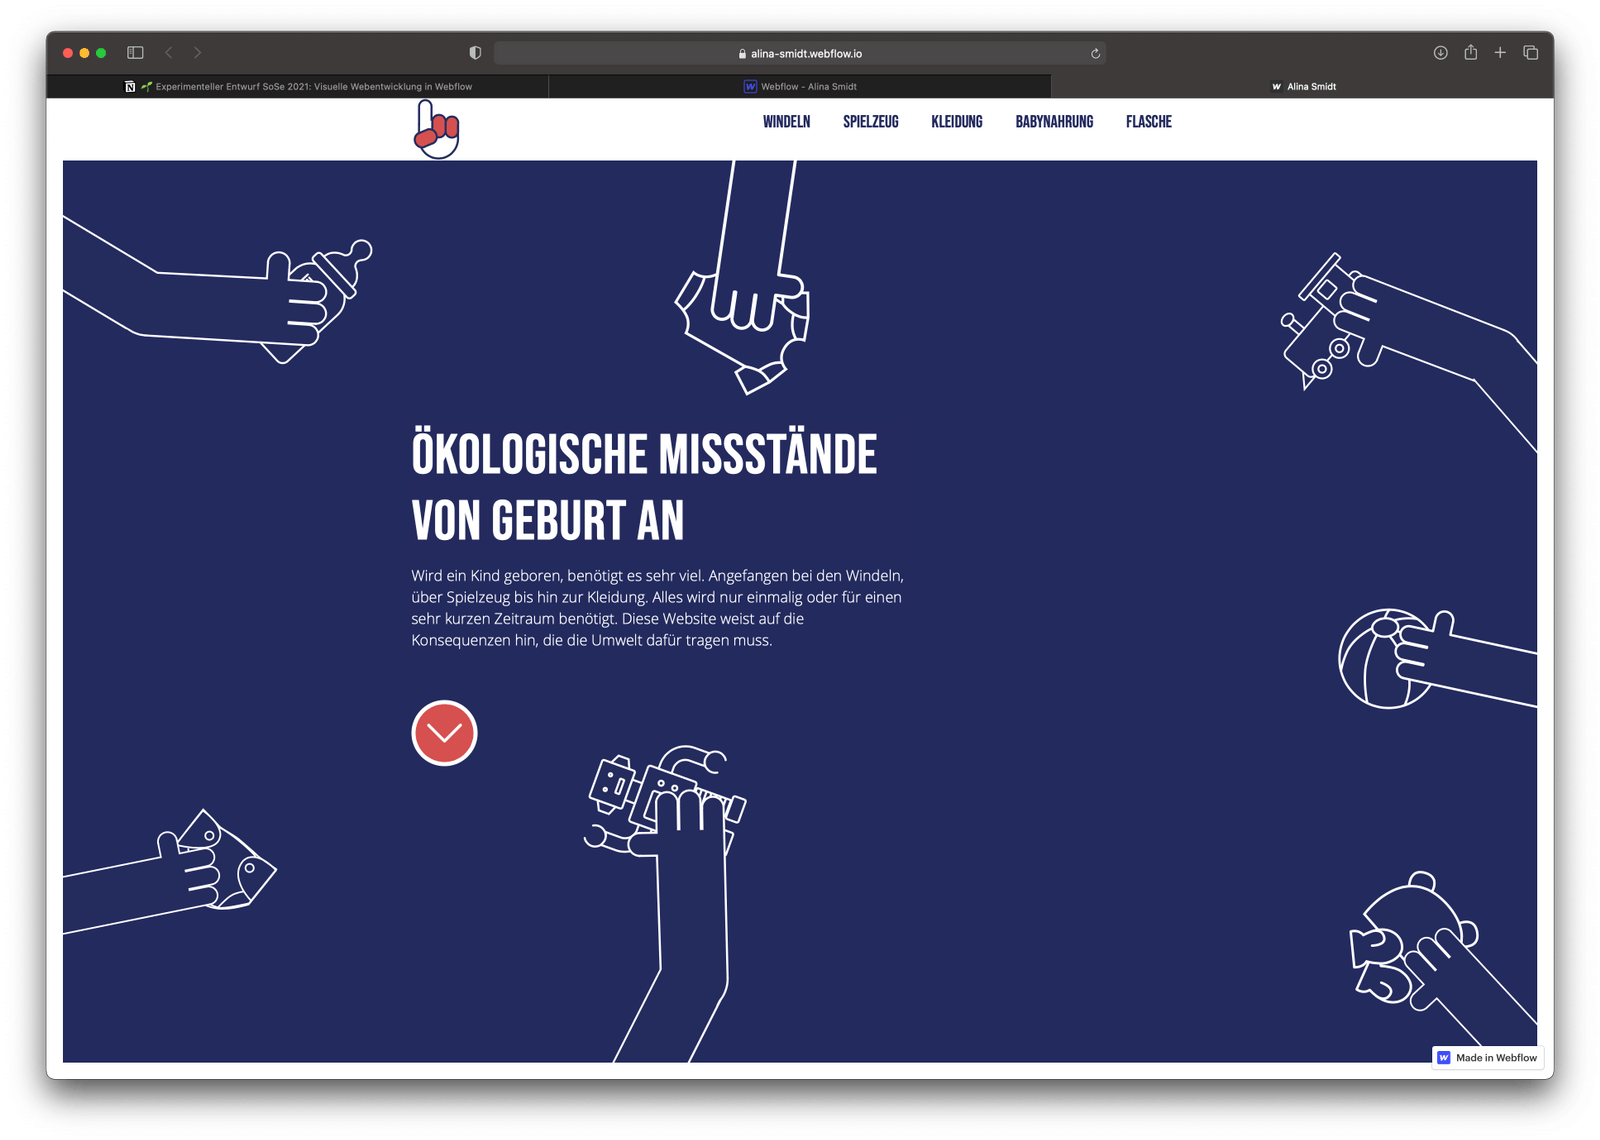 alina-smidt.webflow.io
Experimenteller Entwurf SoSe 2021: Visuelle Webentwicklung in Webflow
Webflow - Alina Smidt
Alina Smidt
WINDELN SPIELZEUG KLEIDUNG BABYNAHRUNG FLASCHE
ÖKOLOGISCHE MISSSTÄNDE
VON GEBURT AN
Wird ein Kind geboren, benötigt es sehr viel. Angefangen bei den Windeln,
über Spielzeug bis hin zur Kleidung. Alles wird nur einmalig oder für einen
sehr kurzen Zeitraum benötigt. Diese Website weist auf die
Konsequenzen hin, die die Umwelt dafür tragen muss.
Made in Webflow